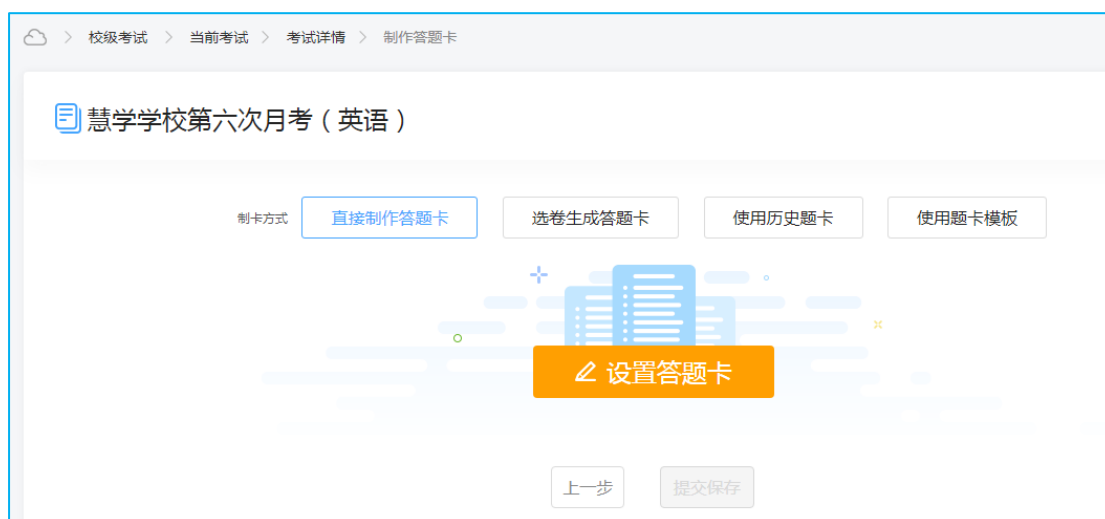 校级考试 > 当前考试 > 考试详情 > 制作答题卡
慧学学校第六次月考（英语）
制卡方式 直接制作答题卡 选卷生成答题卡 使用历史题卡 使用题卡模板
设置答题卡
上一步 提交保存